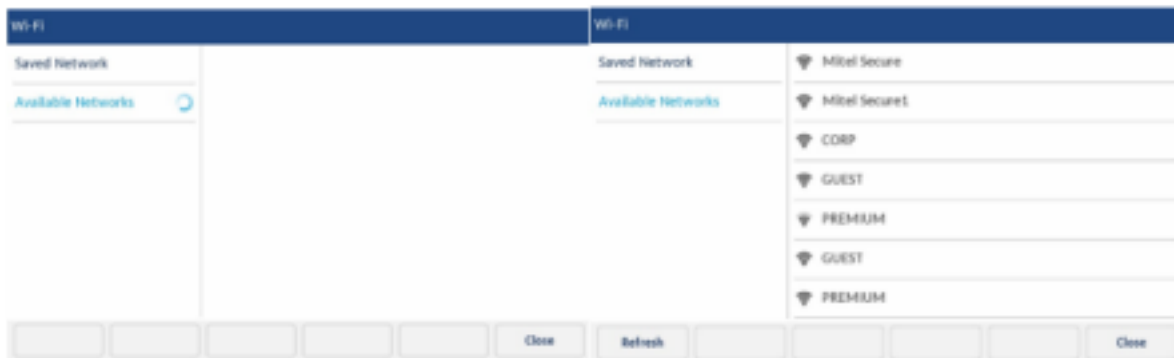 Wi-Fi
Saved Network
Available Networks
Close
Wi-Fi
Saved Network
Available Networks
Mitel Secure
Mitel Secure1
CORP
GUEST
PREMIUM
GUEST
PREMIUM
Refresh
Close